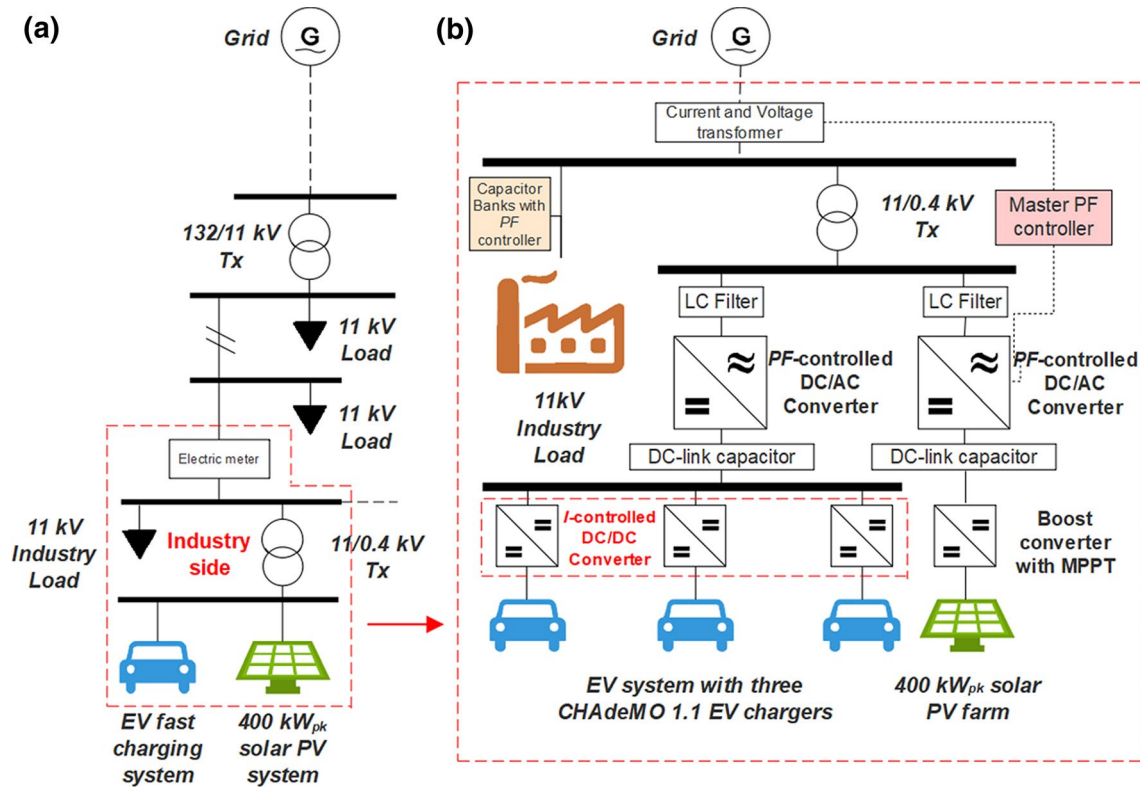 (a)
Grid
G
132/11 kV
Tx
11 kV
Load
11 kV
Load
Electric meter
11 kV
Industry
Load
Industry
side
11/0.4 kV
Tx
EV fast
charging
system
400 kWpk
solar PV
system
(b)
Grid
G
Current and Voltage
transformer
Capacitor
Banks with
PF
controller
11/0.4 kV
Tx
Master PF
controller
LC Filter
LC Filter
PF-controlled
DC/AC
Converter
PF-controlled
DC/AC
Converter
11kV
Industry
Load
DC-link capacitor
DC-link capacitor
I-controlled
DC/DC
Converter
Boost
converter
with MPPT
EV system with three
CHAdeMO 1.1 EV chargers
400 kWpk solar
PV farm